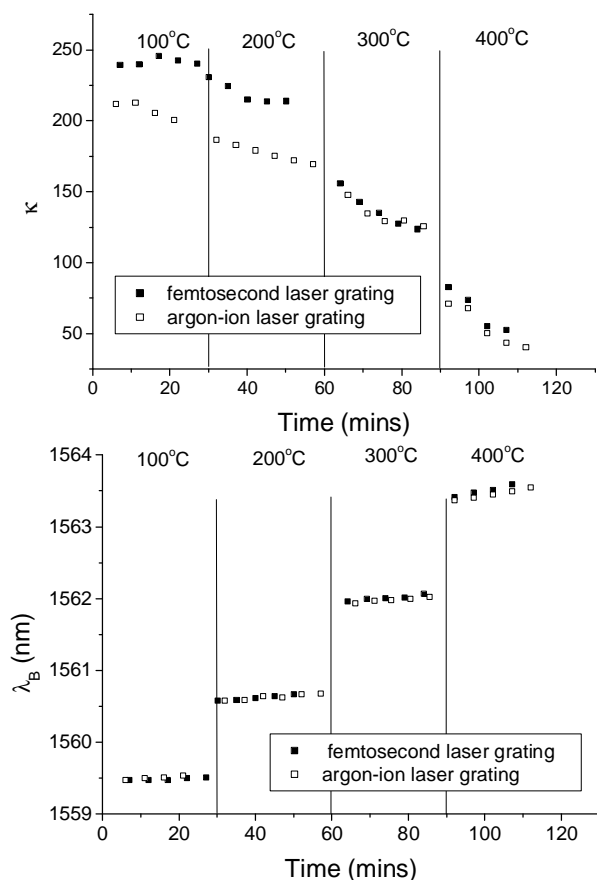 100°C 200°C 300°C 400°C
250
200
150
100
50
κ
femtosecond laser grating
argon-ion laser grating
0 20 40 60 80 100 120
Time (mins)
1564
1563
1562
1561
1560
1559
λB (nm)
100°C 200°C 300°C 400°C
femtosecond laser grating
argon-ion laser grating
0 20 40 60 80 100 120
Time (mins)